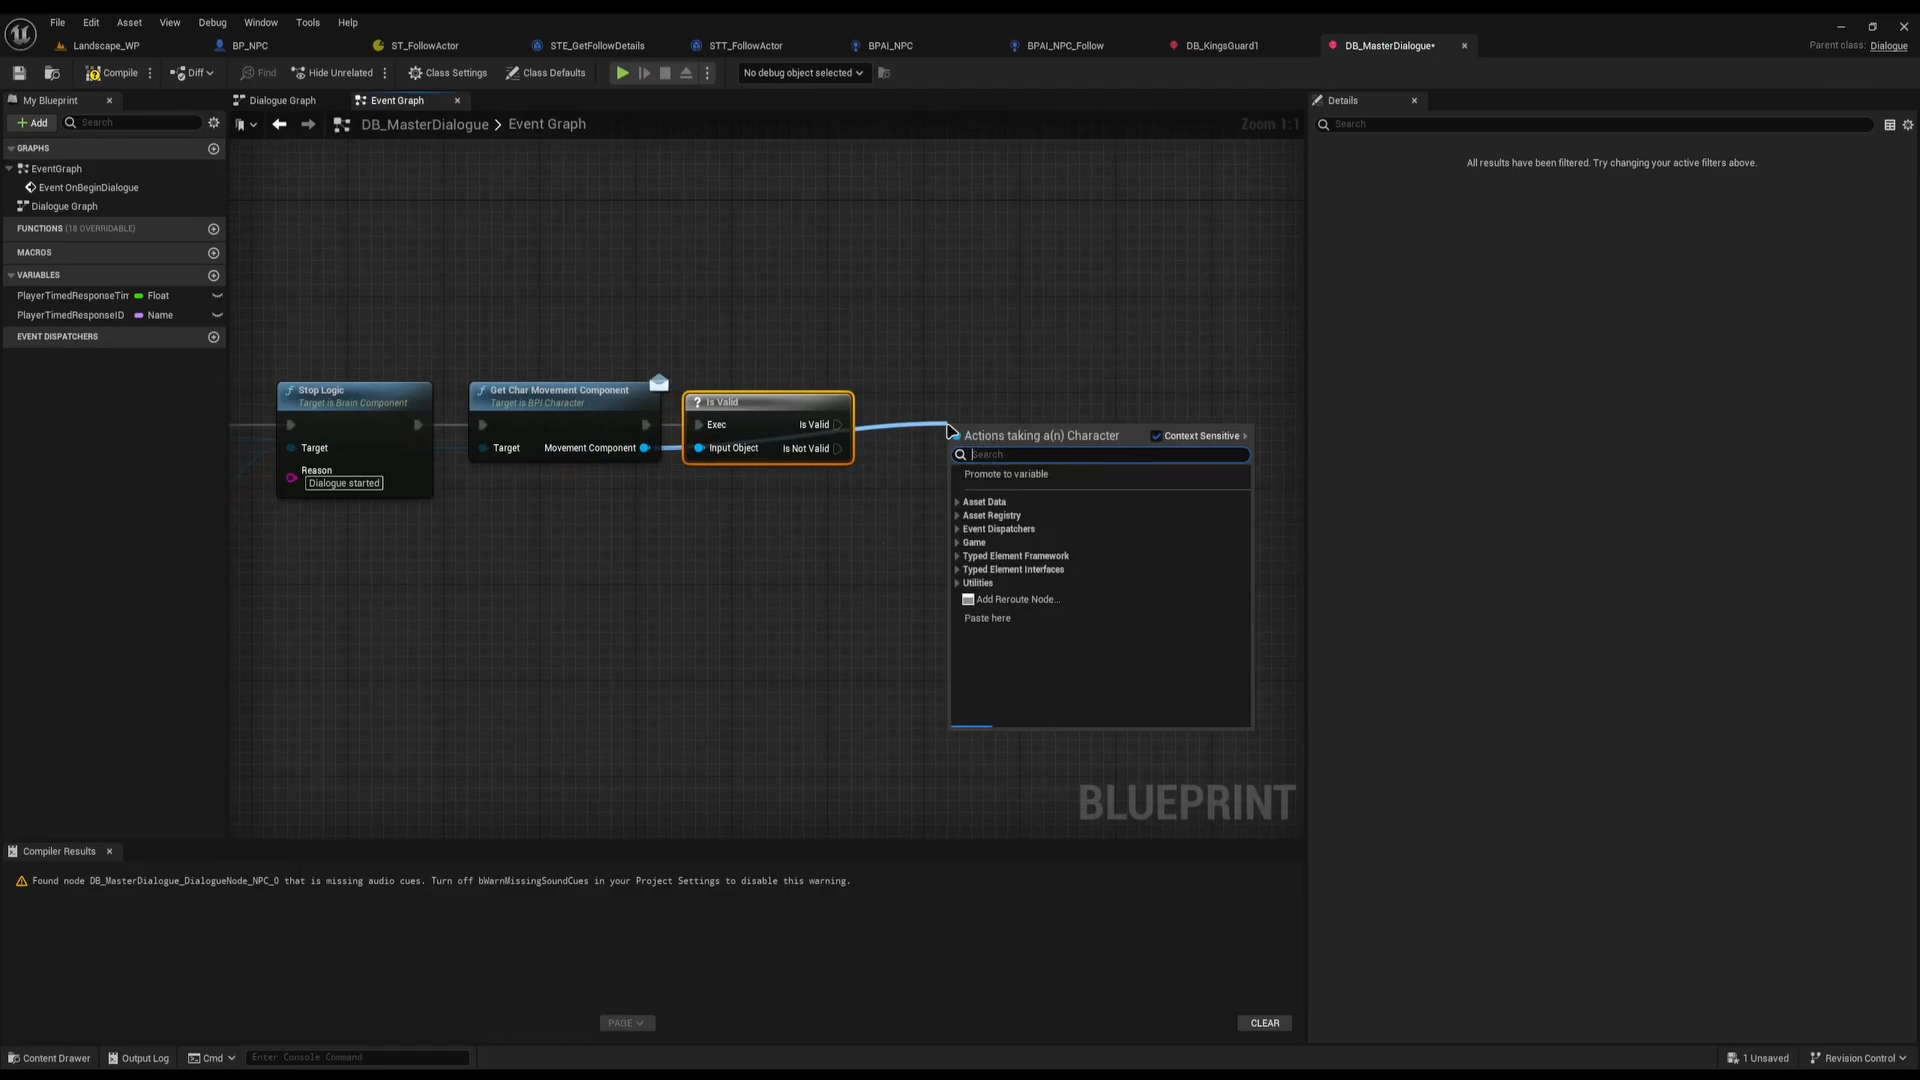 File Edit Asset View Debug Window Tools Help
Landscape_WP BP_NPC ST_FollowActor STE_GetFollowDetails STT_FollowActor BPAI_NPC BPAI_NPC_Follow DB_KingsGuard1 DB_MasterDialogue•
Parent class: Dialogue
Compile Diff Find Hide Unrelated Class Settings Class Defaults No debug object selected
My Blueprint
Dialogue Graph Event Graph
Details
Add Search
DB_MasterDialogue > Event Graph
Zoom 1:1
Search
GRAPHS
EventGraph
Event OnBeginDialogue
Dialogue Graph
FUNCTIONS (18 OVERRIDABLE)
MACROS
VARIABLES
PlayerTimedResponseTim Float
PlayerTimedResponseID Name
EVENT DISPATCHERS
All results have been filtered. Try changing your active filters above.
Stop Logic
Target is Brain Component
Target
Reason
Dialogue started
Get Char Movement Component
Target is BPI Character
Target Movement Component
Is Valid
Exec Is Valid
Input Object Is Not Valid
Actions taking a(n) Character Context Sensitive
Search
Promote to variable
Asset Data
Asset Registry
Event Dispatchers
Game
Typed Element Framework
Typed Element Interfaces
Utilities
Add Reroute Node...
Paste here
BLUEPRINT
Compiler Results
Found node DB_MasterDialogue_DialogueNode_NPC_0 that is missing audio cues. Turn off bWarnMissingSoundCues in your Project Settings to disable this warning.
PAGE
CLEAR
Content Drawer Output Log Cmd Enter Console Command 1 Unsaved Revision Control